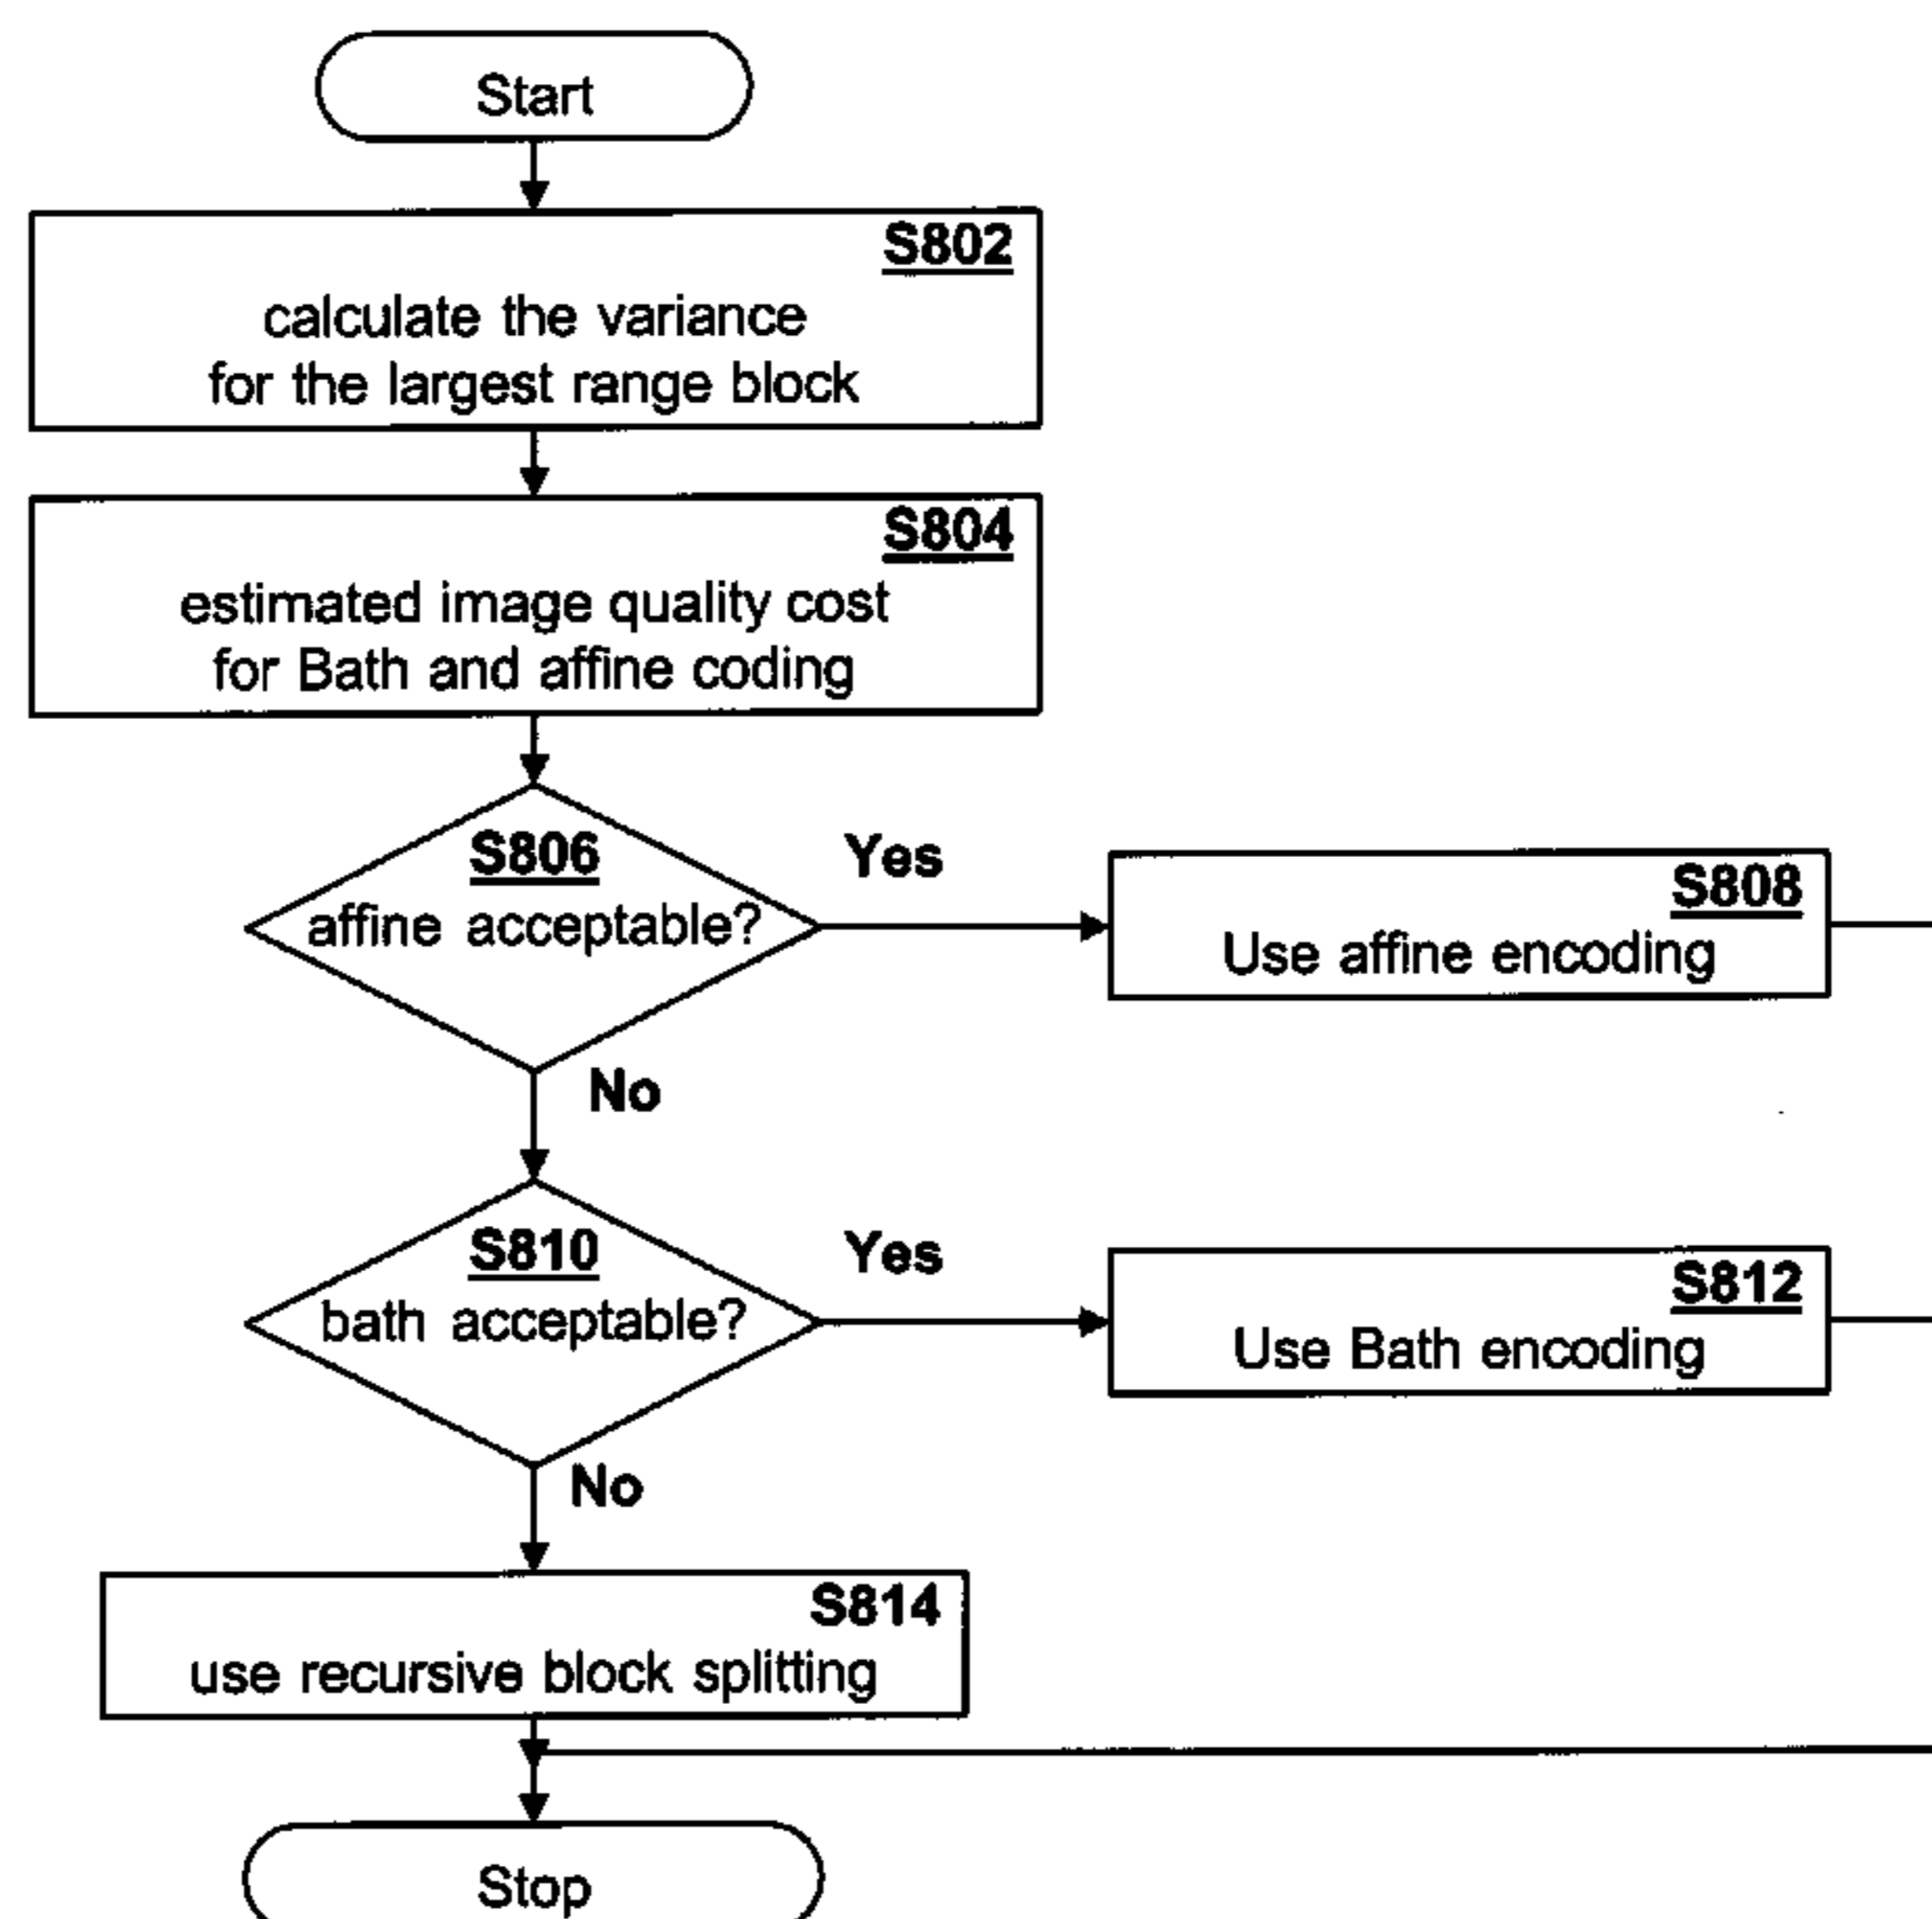 Start
S802
calculate the variance
for the largest range block
S804
estimated image quality cost
for Bath and affine coding
S806
affine acceptable?
Yes
S808
Use affine encoding
No
S810
bath acceptable?
Yes
S812
Use Bath encoding
No
S814
use recursive block splitting
Stop